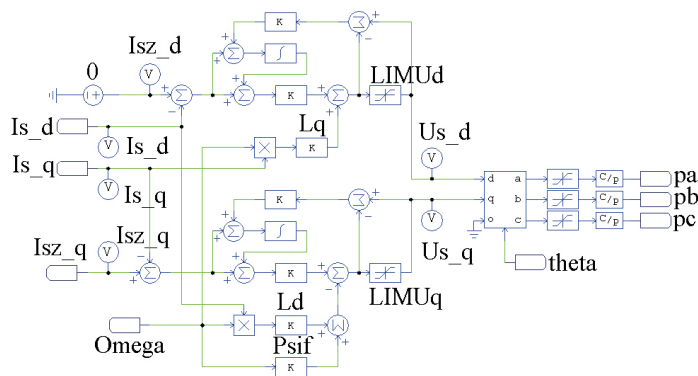 K
Isz_d
0
V
LIMUd
K
Is_d
V
Is_d
Lq
K
Us_d
V
Is_q
V
Is_q
d a C/p pa
K
q b C/p pb
o c C/p pc
Isz_q
V
Us_q
Isz_q
V
theta
K
LIMUq
Ld
K
Omega
Psif
K